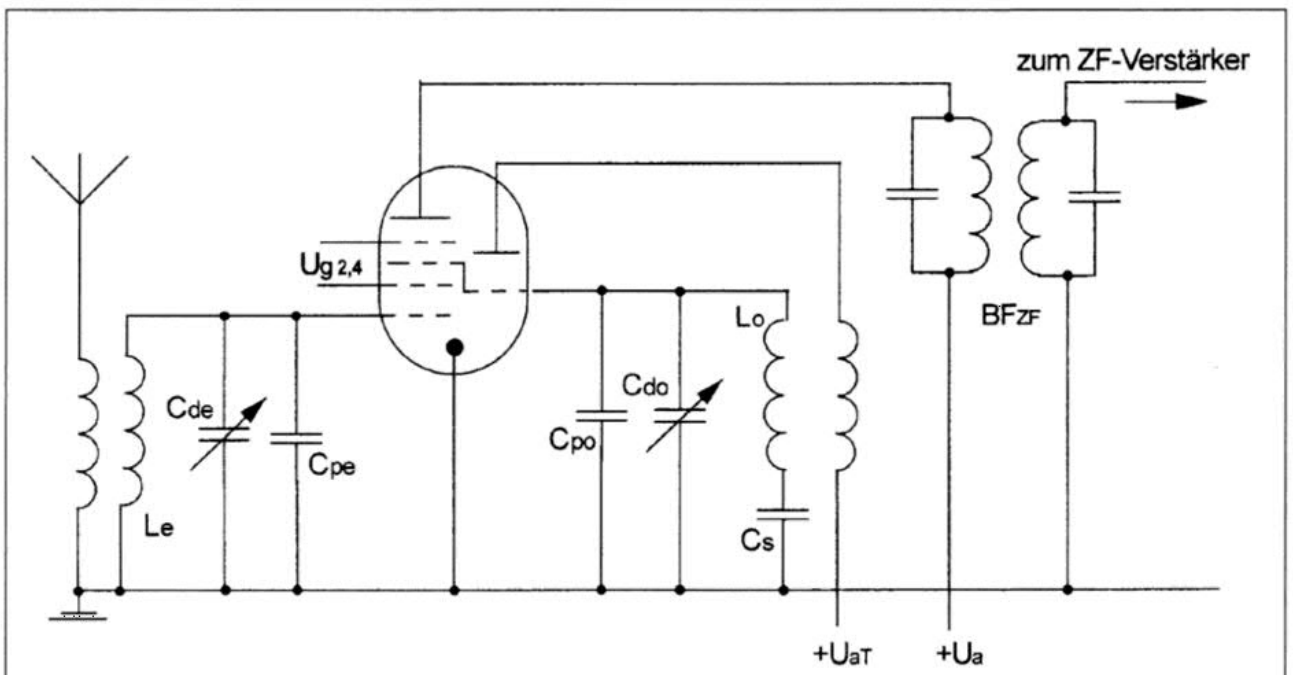 zum ZF-Verstärker
Ug 2,4
BFZF
Lo
Cde
Cdo
Cpo
Cpe
Le
Cs
+UaT
+Ua